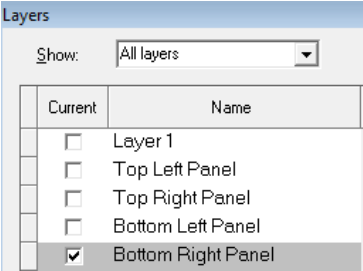 Layers
Show: All layers
Current Name
Layer 1
Top Left Panel
Top Right Panel
Bottom Left Panel
Bottom Right Panel